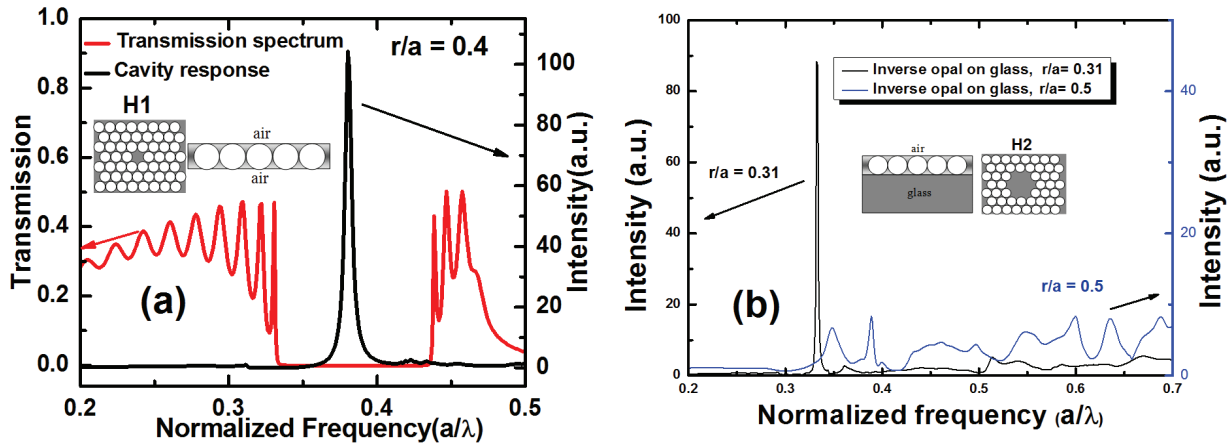 Transmission spectrum
Cavity response
r/a = 0.4
H1
air
air
(a)
Transmission
1.0
0.8
0.6
0.4
0.2
0.0
0.2
0.3
0.4
0.5
Normalized Frequency(a/λ)
100
80
60
40
20
0
Intensity(a.u.)
Inverse opal on glass, r/a= 0.31
Inverse opal on glass, r/a= 0.5
r/a = 0.31
air
glass
H2
r/a = 0.5
(b)
Intensity (a.u.)
100
80
60
40
20
0
0.2
0.3
0.4
0.5
0.6
0.7
Normalized frequency (a/λ)
40
20
0
Intensity (a.u.)